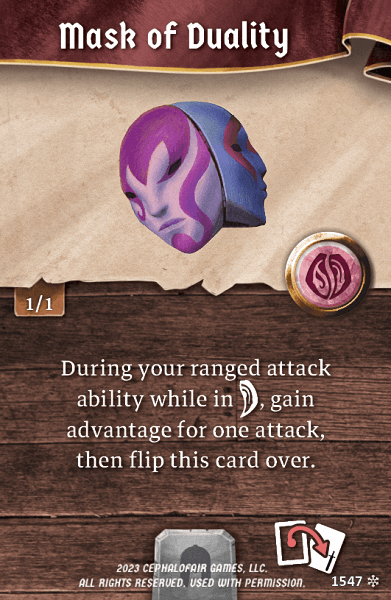 Mask of Duality
1/1
During your ranged attack
ability while in , gain
advantage for one attack,
then flip this card over.
2023 CEPHALOFAIR GAMES, LLC.
ALL RIGHTS RESERVED. USED WITH PERMISSION.
1547